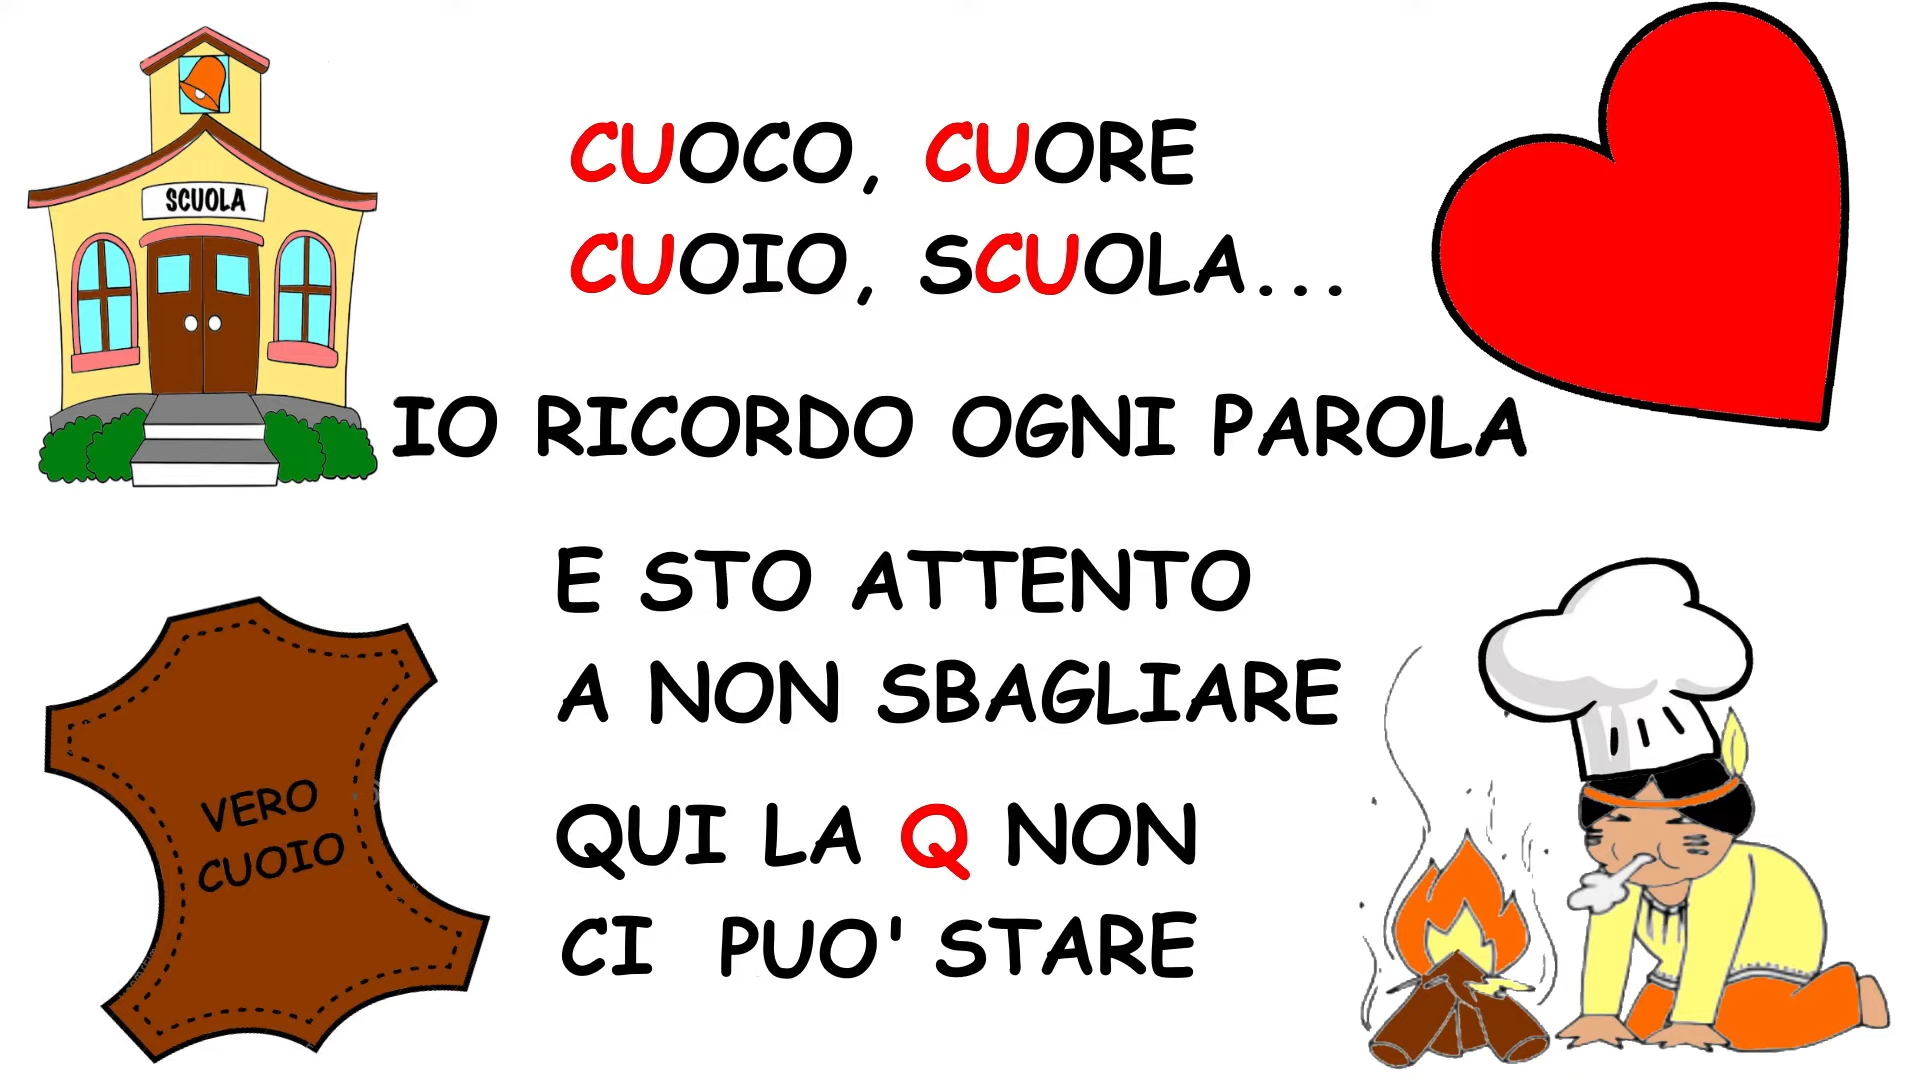 SCUOLA
CUOCO, CUORE
CUOIO, SCUOLA...
IO RICORDO OGNI PAROLA
E STO ATTENTO
A NON SBAGLIARE
QUI LA Q NON
CI PUO' STARE
VERO
CUOIO